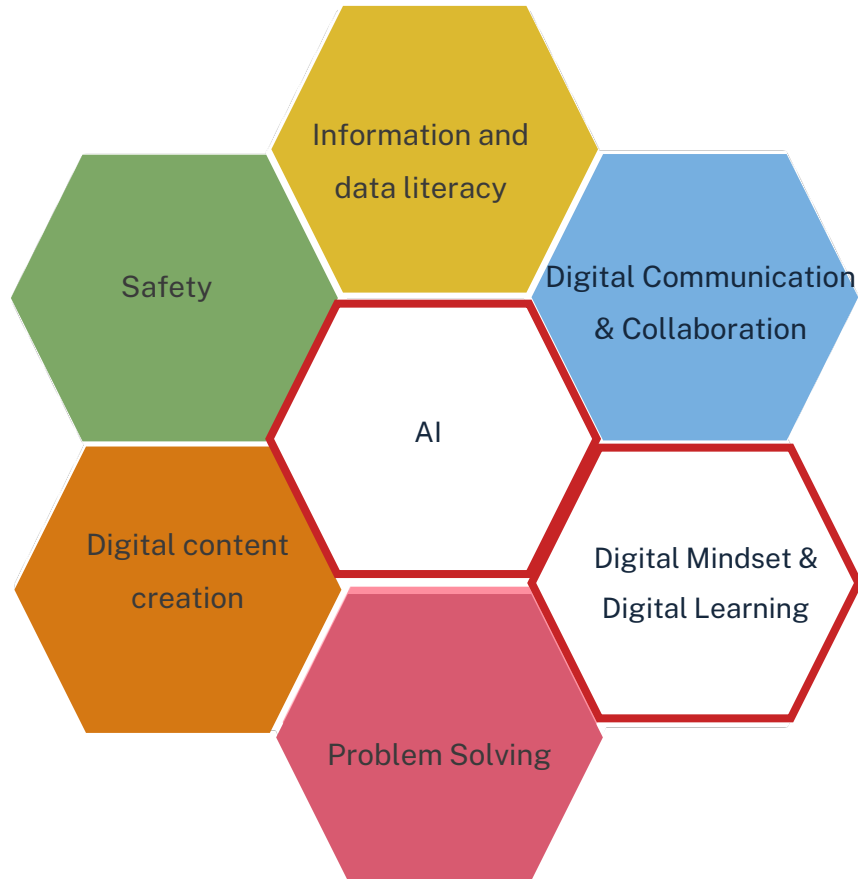 Information and
data literacy
Safety
Digital Communication
& Collaboration
AI
Digital content
creation
Digital Mindset &
Digital Learning
Problem Solving